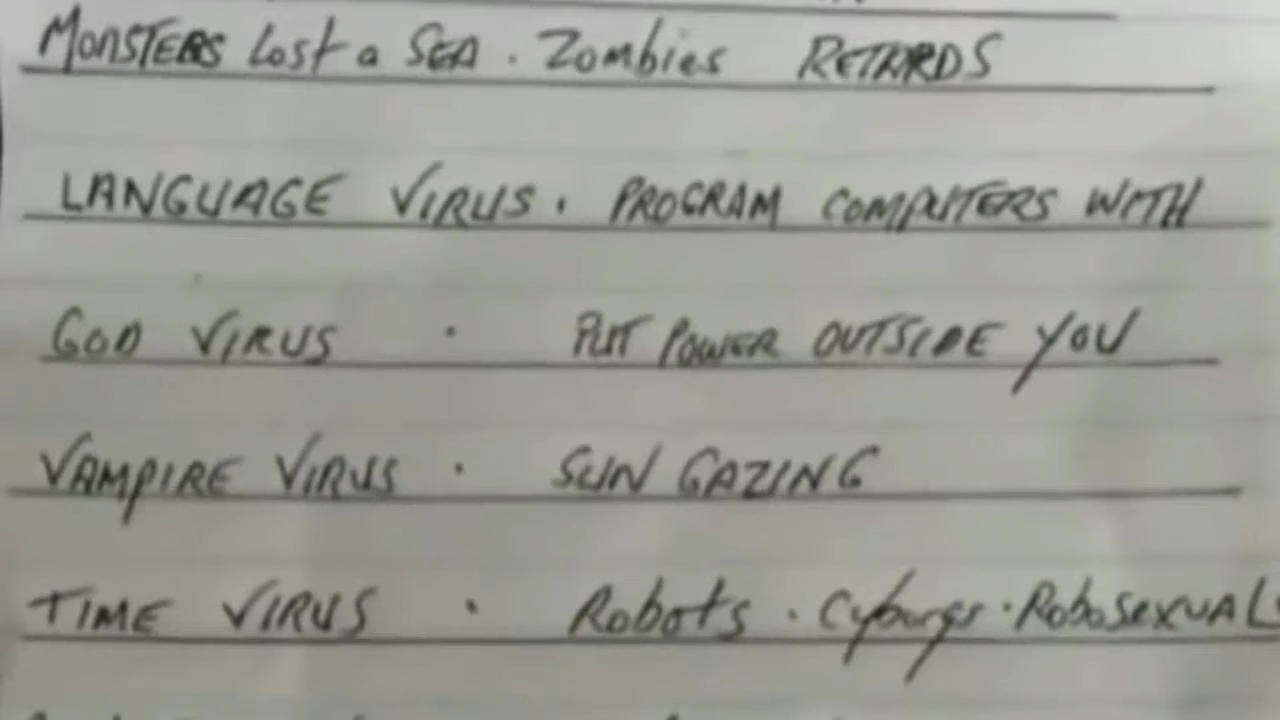 MONSTERS Lost a SEA . Zombies RETARDS
LANGUAGE VIRUS . PROGRAM COMPUTERS WITH
GOD VIRUS . PUT POWER OUTSIDE YOU
VAMPIRE VIRUS . SUN GAZING
TIME VIRUS . Robots . Cyborgs . ROBOSEXUAL